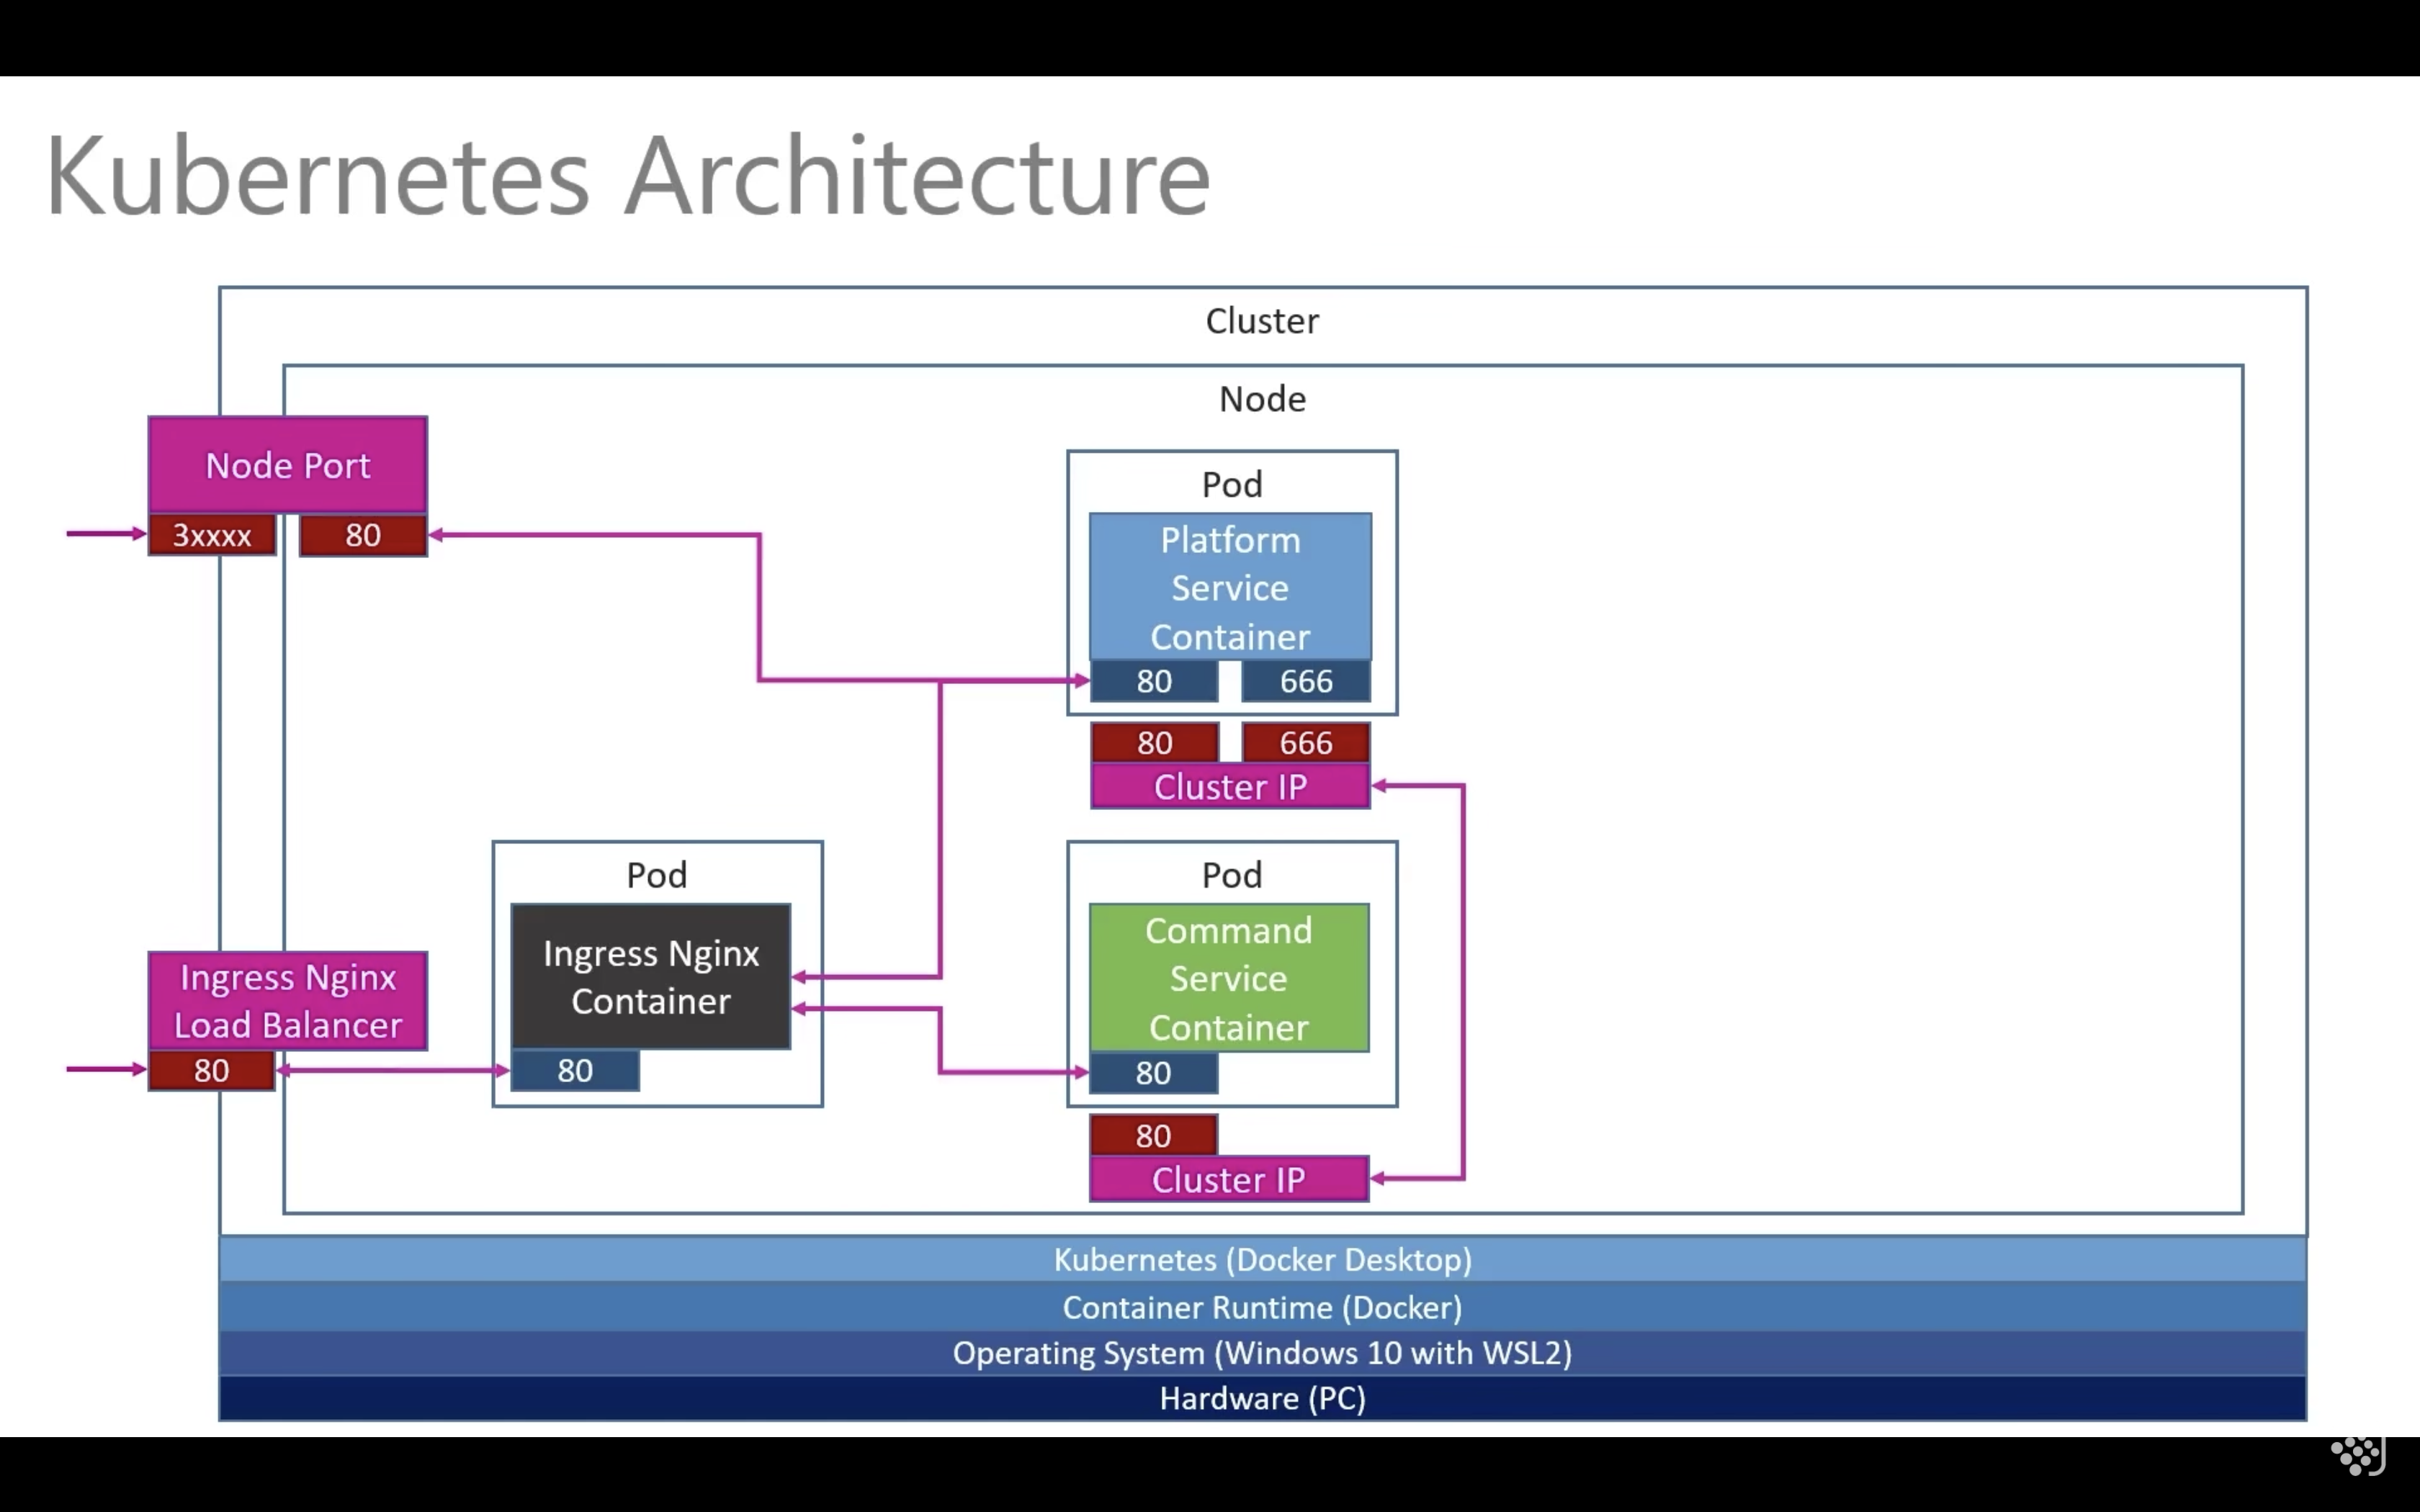 Kubernetes Architecture
Cluster
Node
Node Port
3xxxx
80
Pod
Platform
Service
Container
80
666
80
666
Cluster IP
Ingress Nginx
Load Balancer
80
Pod
Ingress Nginx
Container
80
Pod
Command
Service
Container
80
80
Cluster IP
Kubernetes (Docker Desktop)
Container Runtime (Docker)
Operating System (Windows 10 with WSL2)
Hardware (PC)